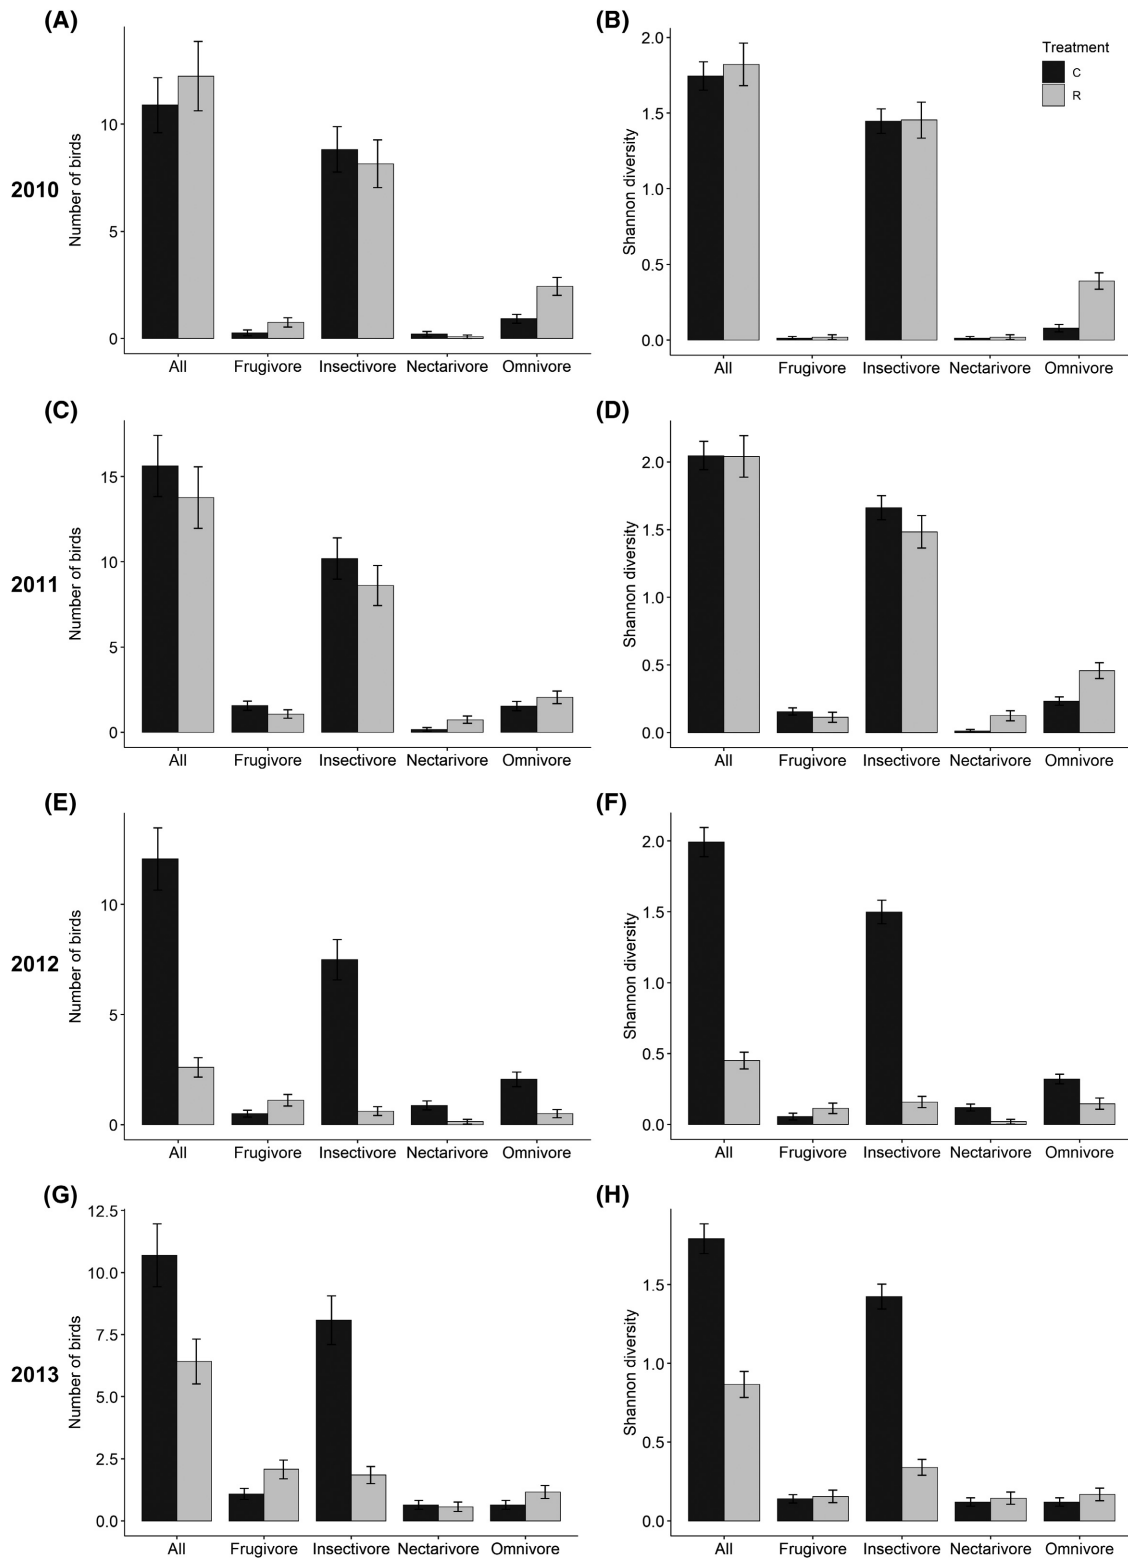 (A)
(B)
2010
Number of birds
10
5
0
All Frugivore Insectivore Nectarivore Omnivore
Shannon diversity
2.0
1.5
1.0
0.5
0.0
All Frugivore Insectivore Nectarivore Omnivore
Treatment
C
R
(C)
(D)
2011
Number of birds
15
10
5
0
All Frugivore Insectivore Nectarivore Omnivore
Shannon diversity
2.0
1.5
1.0
0.5
0.0
All Frugivore Insectivore Nectarivore Omnivore
(E)
(F)
2012
Number of birds
10
5
0
All Frugivore Insectivore Nectarivore Omnivore
Shannon diversity
2.0
1.5
1.0
0.5
0.0
All Frugivore Insectivore Nectarivore Omnivore
(G)
(H)
2013
Number of birds
12.5
10.0
7.5
5.0
2.5
0.0
All Frugivore Insectivore Nectarivore Omnivore
Shannon diversity
1.5
1.0
0.5
0.0
All Frugivore Insectivore Nectarivore Omnivore